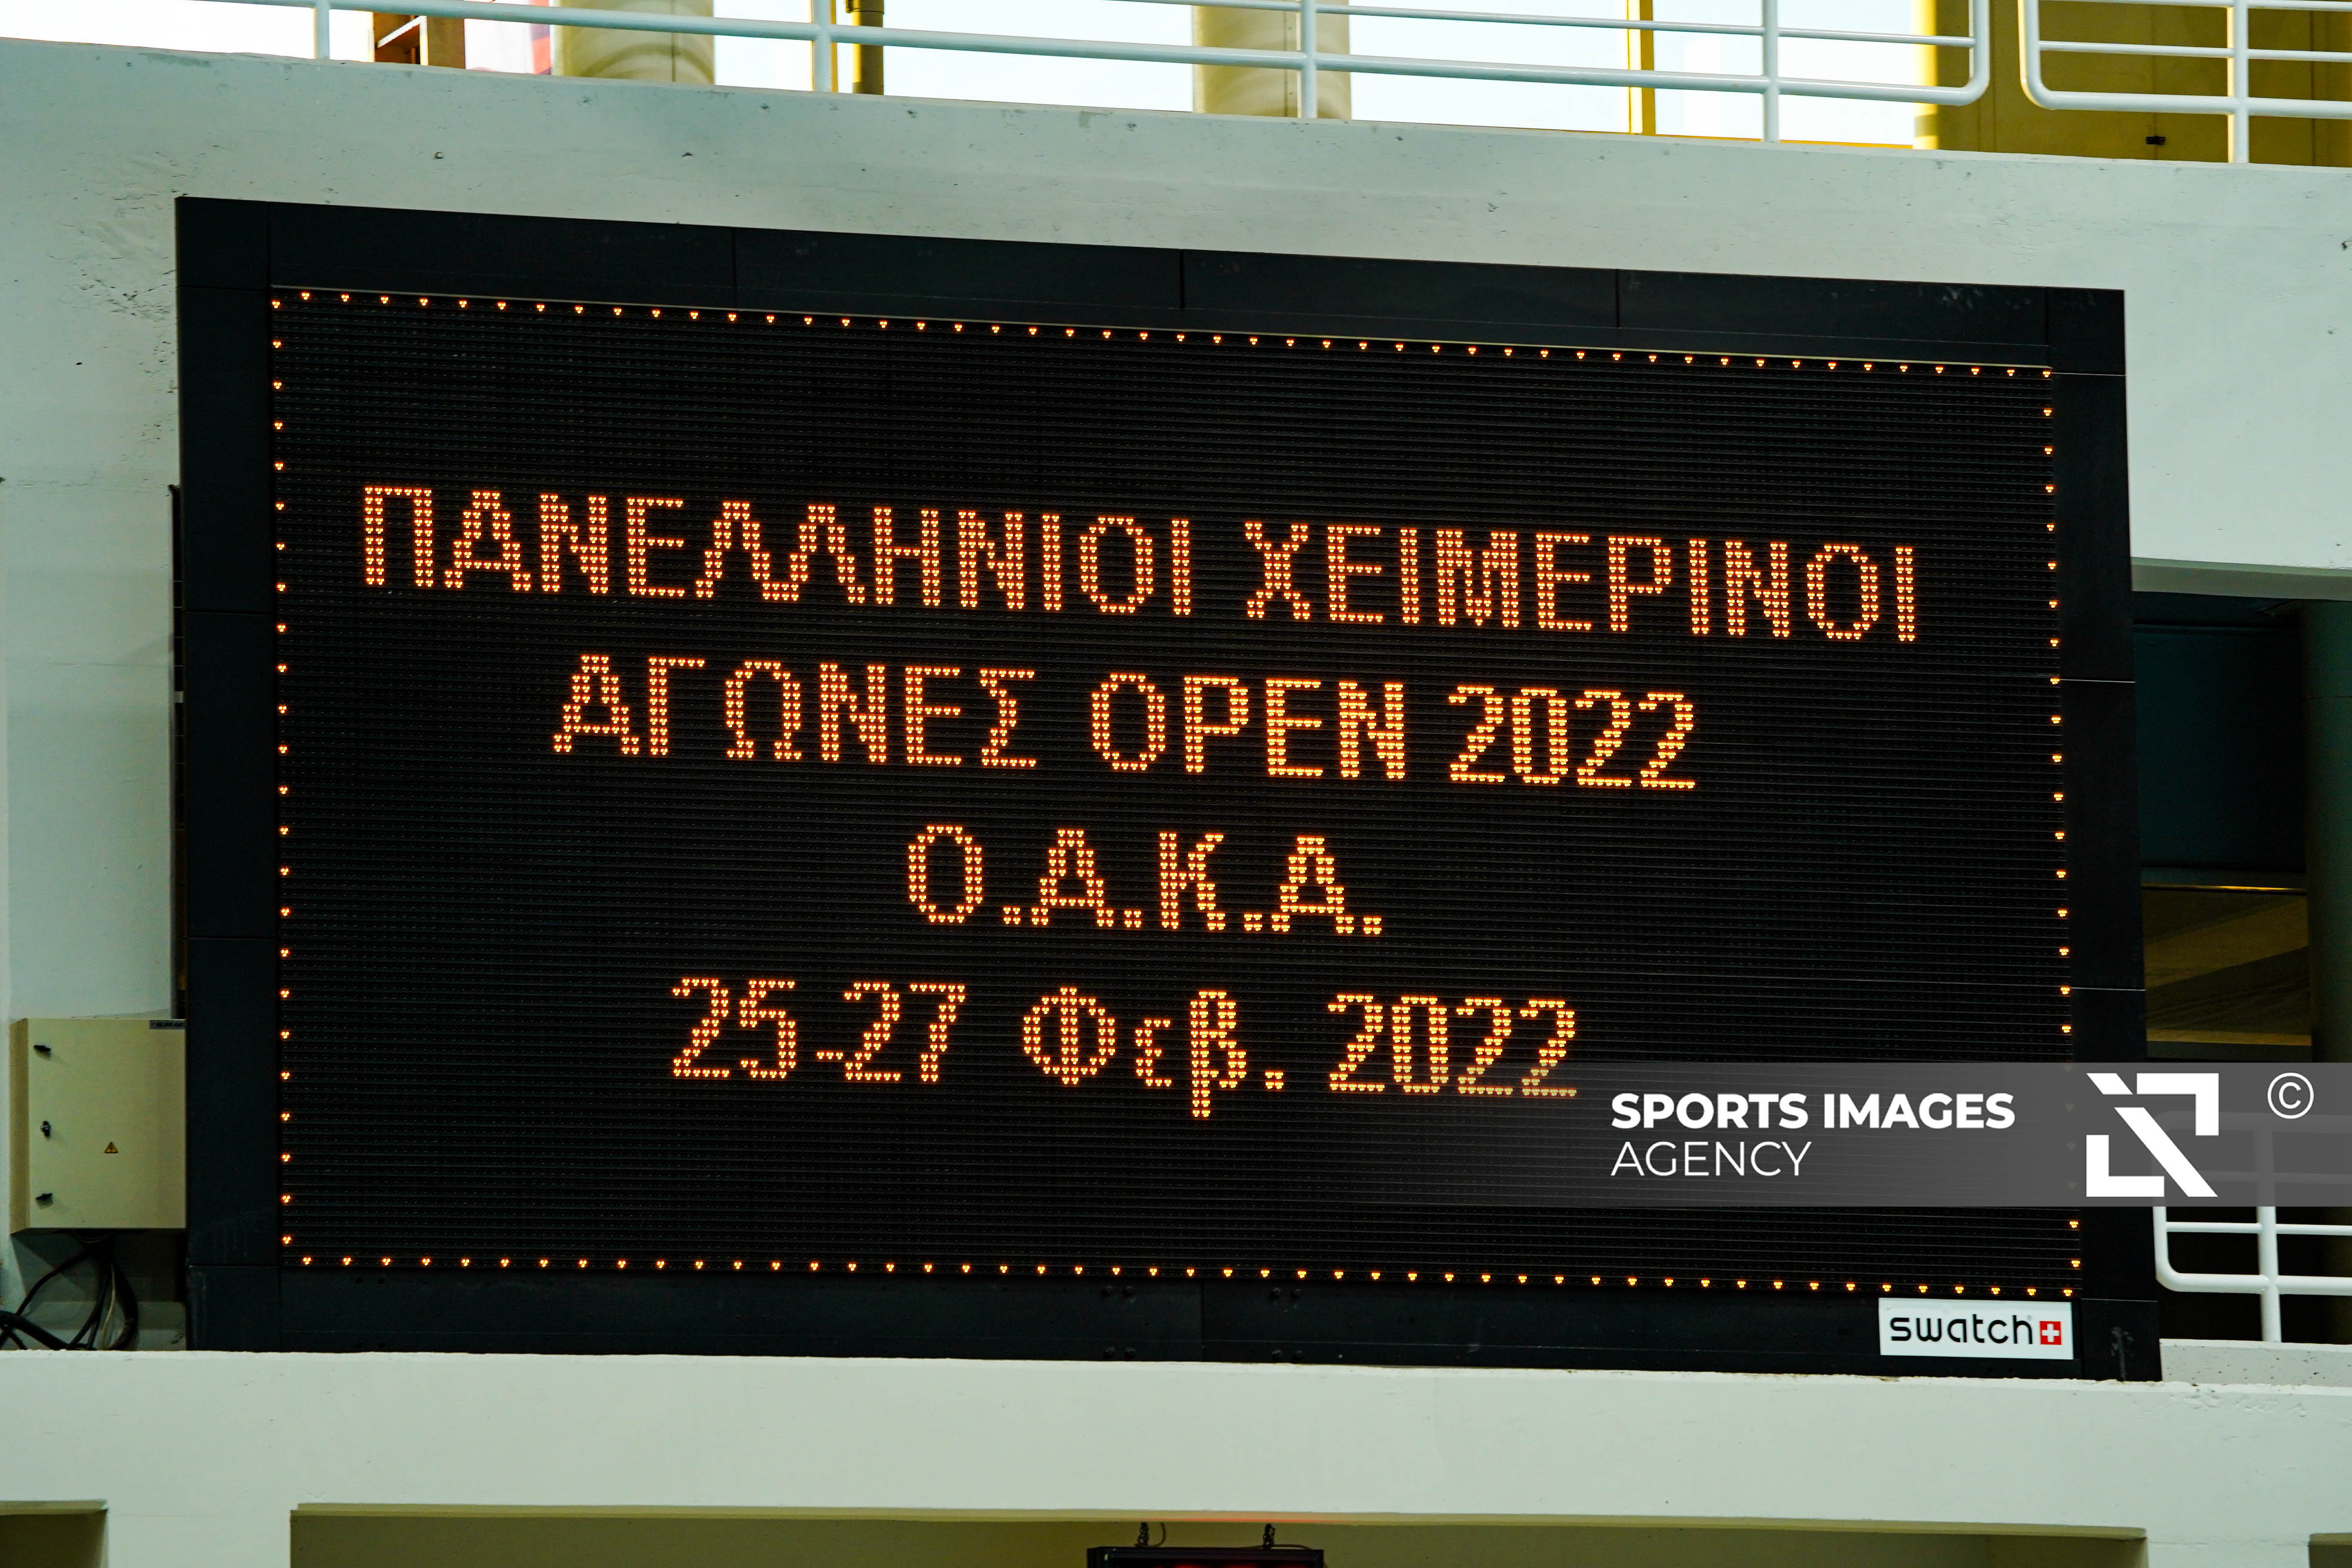 ΠΑΝΕΛΛΗΝΙΟΙ ΧΕΙΜΕΡΙΝΟΙ
ΑΓΩΝΕΣ OPEN 2022
Ο.Α.Κ.Α.
25-27 Φεβ. 2022
SPORTS IMAGES
AGENCY
©
swatch